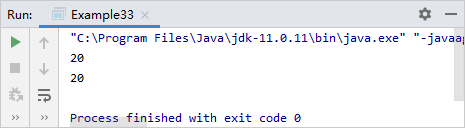 Run: Example33
"C:\Program Files\Java\jdk-11.0.11\bin\java.exe" "-javaag
20
20
Process finished with exit code 0